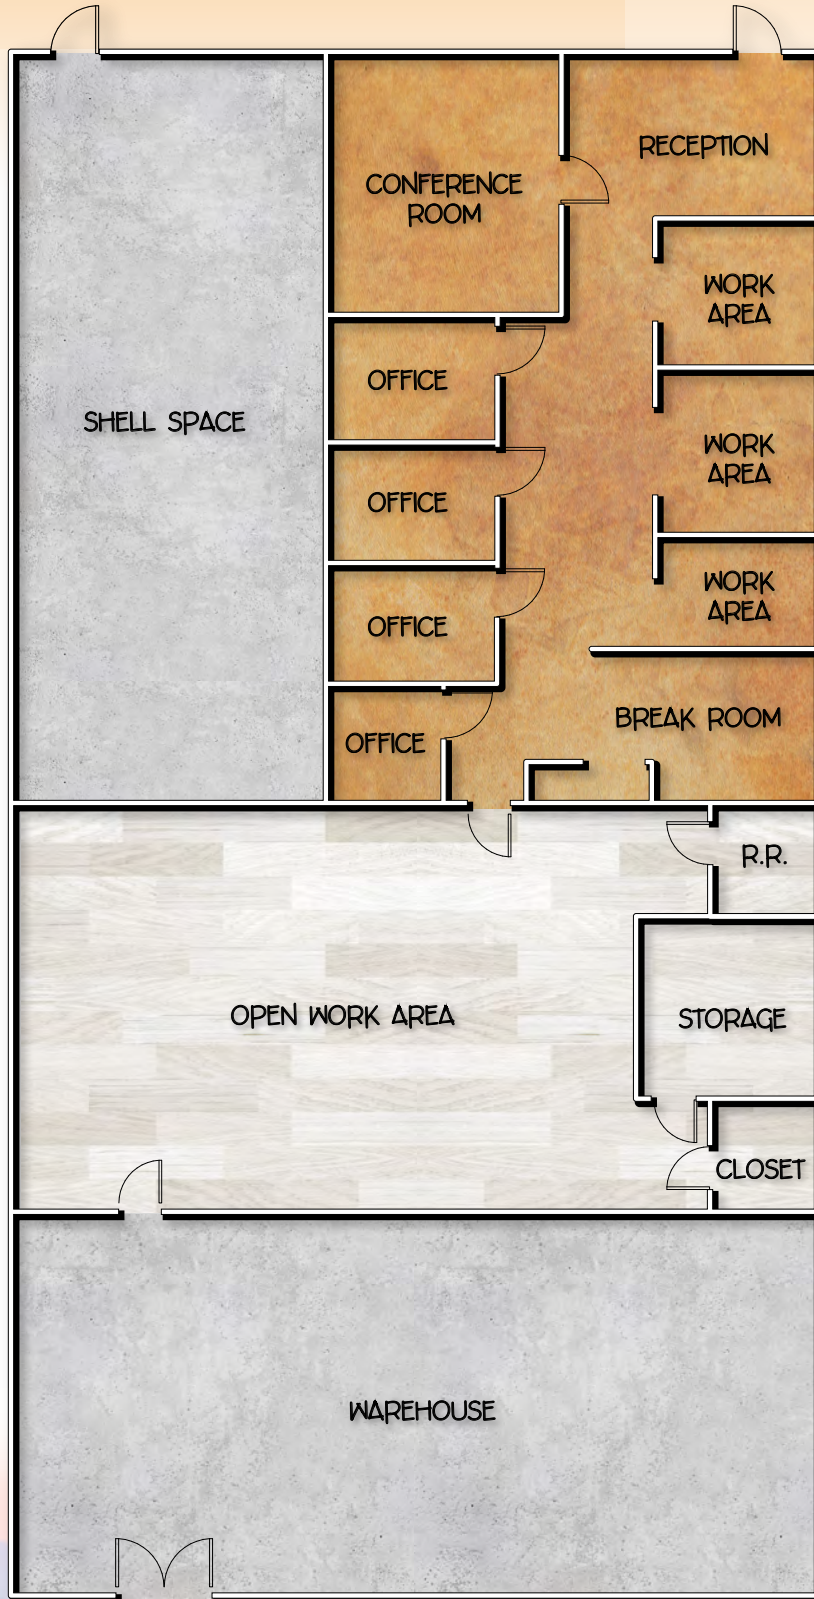 RECEPTION
CONFERENCE
ROOM
WORK
AREA
OFFICE
SHELL SPACE
WORK
AREA
OFFICE
WORK
AREA
OFFICE
BREAK ROOM
OFFICE
R.R.
OPEN WORK AREA
STORAGE
CLOSET
WAREHOUSE